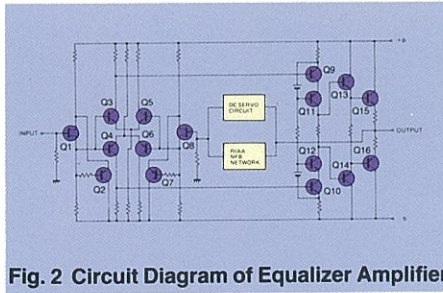 +B
Q9
Q3
Q5
Q13
Q11
Q15
DC SERVO
CIRCUIT
INPUT
OUTPUT
Q1
Q4
Q6
Q8
RIAA
NFB
NETWORK
Q12
Q16
Q14
Q2
Q7
Q10
Fig. 2 Circuit Diagram of Equalizer Amplifier